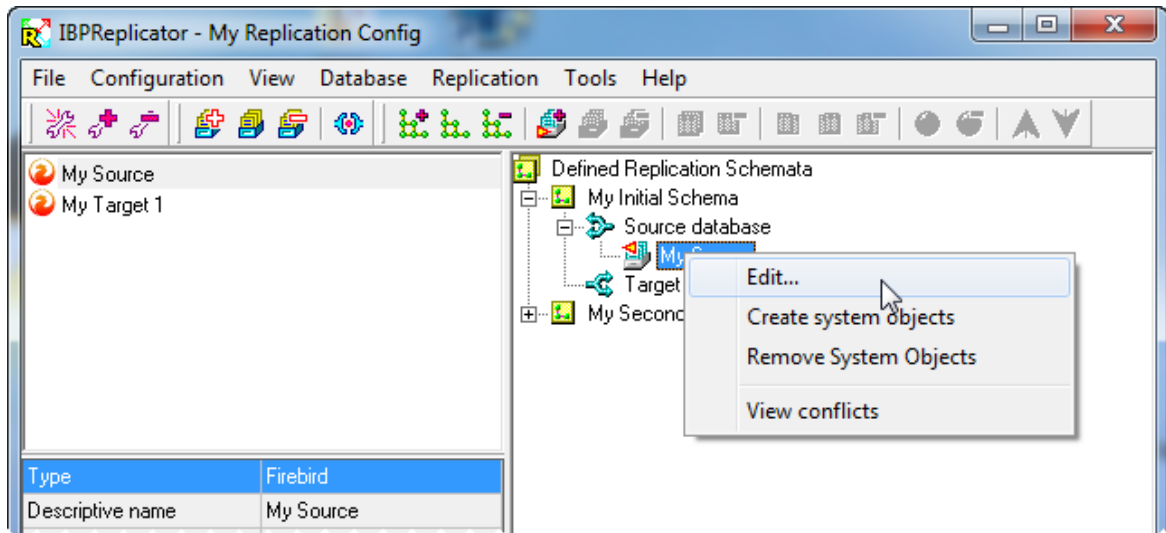 IBPReplicator - My Replication Config
File Configuration View Database Replication Tools Help
My Source
My Target 1
Defined Replication Schemata
My Initial Schema
Source database
My
Target
My Second
Edit...
Create system objects
Remove System Objects
View conflicts
Type Firebird
Descriptive name My Source